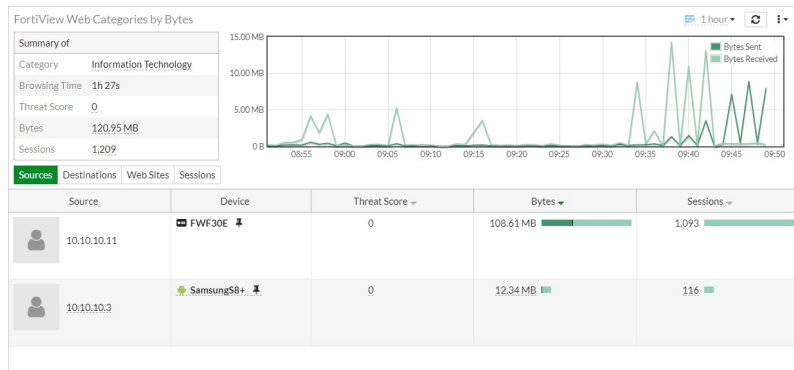 FortiView Web Categories by Bytes
1 hour
Summary of
Category Information Technology
Browsing Time 1h 27s
Threat Score 0
Bytes 120.95 MB
Sessions 1,209
15.00 MB
10.00 MB
5.00 MB
0 B
Bytes Sent
Bytes Received
08:55 09:00 09:05 09:10 09:15 09:20 09:25 09:30 09:35 09:40 09:45 09:50
Sources Destinations Web Sites Sessions
Source Device Threat Score Bytes Sessions
10.10.10.11 FWF30E 0 108.61 MB 1,093
10.10.10.3 SamsungS8+ 0 12.34 MB 116